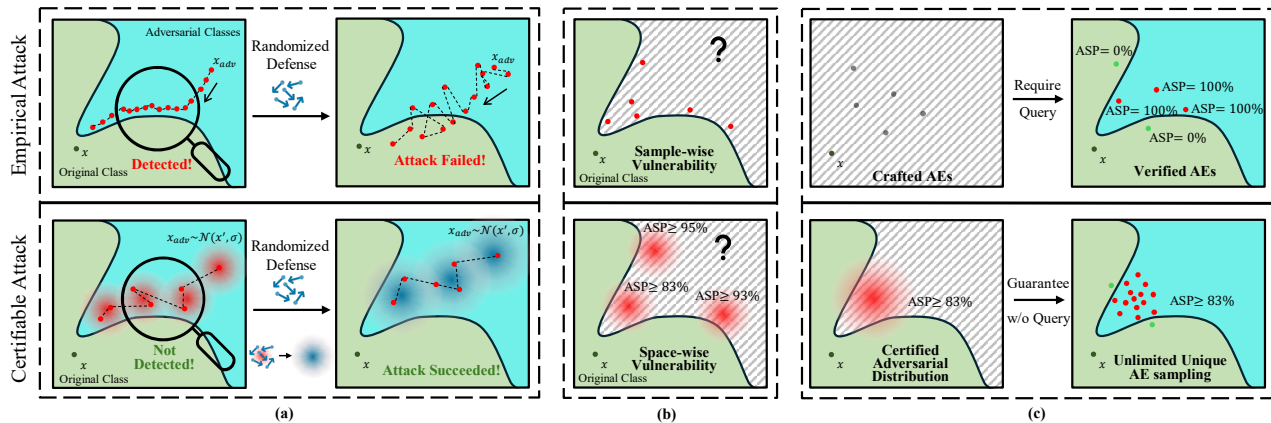 Empirical Attack
Adversarial Classes
x_adv
x
Detected!
Original Class
Randomized
Defense
x_adv
x
Attack Failed!
?
x
Sample-wise
Vulnerability
Original Class
x
Crafted AEs
Require
Query
ASP= 0%
ASP= 100%
ASP= 100%
ASP= 100%
ASP= 0%
x
Verified AEs
Certifiable Attack
x_adv~𝒩(x′,σ)
x
Not
Detected!
Original Class
Randomized
Defense
x_adv~𝒩(x′,σ)
x
Attack Succeeded!
ASP≥ 95%
?
ASP≥ 83%
ASP≥ 93%
x
Space-wise
Vulnerability
Original Class
ASP≥ 83%
x
Certified
Adversarial
Distribution
Guarantee
w/o Query
ASP≥ 83%
x
Unlimited Unique
AE sampling
(a)
(b)
(c)